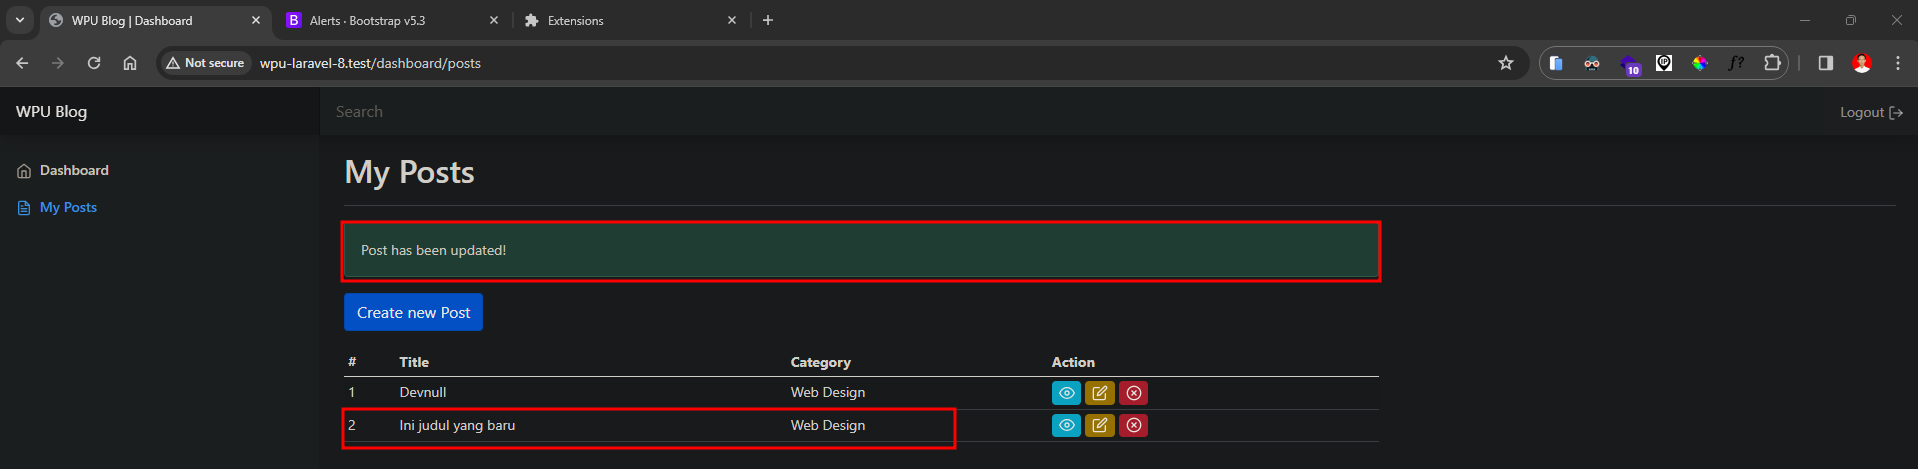 WPU Blog | Dashboard
Alerts · Bootstrap v5.3
Extensions
Not secure
wpu-laravel-8.test/dashboard/posts
10
f?
WPU Blog
Search
Logout
Dashboard
My Posts
My Posts
Post has been updated!
Create new Post
# Title Category Action
1 Devnull Web Design
2 Ini judul yang baru Web Design